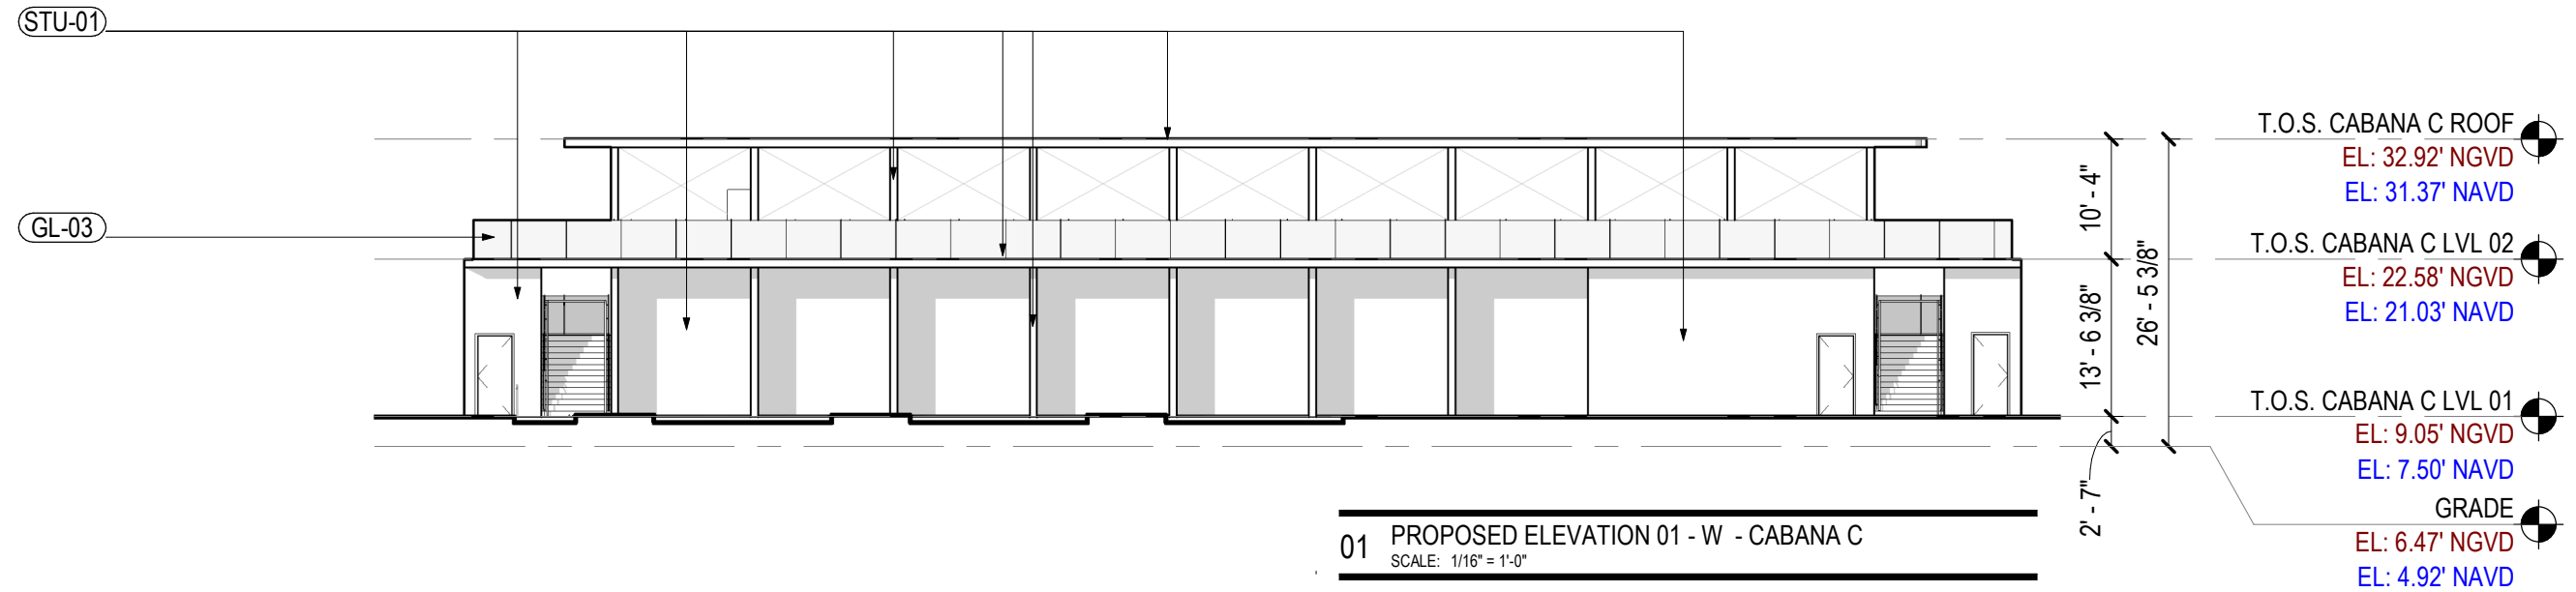 STU-01
GL-03
T.O.S. CABANA C ROOF
EL: 32.92' NGVD
EL: 31.37' NAVD
10' - 4"
T.O.S. CABANA C LVL 02
EL: 22.58' NGVD
EL: 21.03' NAVD
13' - 6 3/8"
26' - 5 3/8"
T.O.S. CABANA C LVL 01
EL: 9.05' NGVD
EL: 7.50' NAVD
2' - 7"
GRADE
EL: 6.47' NGVD
EL: 4.92' NAVD
01 PROPOSED ELEVATION 01 - W - CABANA C
SCALE: 1/16" = 1'-0"